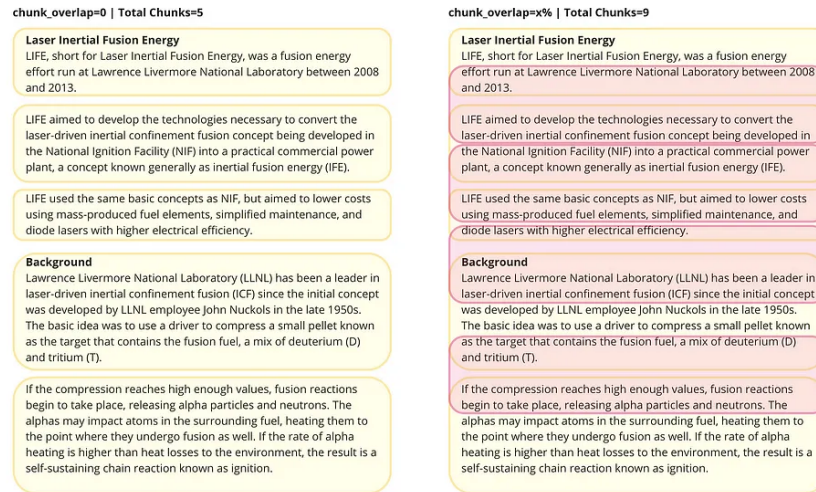 chunk_overlap=0 | Total Chunks=5
Laser Inertial Fusion Energy
LIFE, short for Laser Inertial Fusion Energy, was a fusion energy
effort run at Lawrence Livermore National Laboratory between 2008
and 2013.
LIFE aimed to develop the technologies necessary to convert the
laser-driven inertial confinement fusion concept being developed in
the National Ignition Facility (NIF) into a practical commercial power
plant, a concept known generally as inertial fusion energy (IFE).
LIFE used the same basic concepts as NIF, but aimed to lower costs
using mass-produced fuel elements, simplified maintenance, and
diode lasers with higher electrical efficiency.
Background
Lawrence Livermore National Laboratory (LLNL) has been a leader in
laser-driven inertial confinement fusion (ICF) since the initial concept
was developed by LLNL employee John Nuckols in the late 1950s.
The basic idea was to use a driver to compress a small pellet known
as the target that contains the fusion fuel, a mix of deuterium (D)
and tritium (T).
If the compression reaches high enough values, fusion reactions
begin to take place, releasing alpha particles and neutrons. The
alphas may impact atoms in the surrounding fuel, heating them to
the point where they undergo fusion as well. If the rate of alpha
heating is higher than heat losses to the environment, the result is a
self-sustaining chain reaction known as ignition.
chunk_overlap=x% | Total Chunks=9
Laser Inertial Fusion Energy
LIFE, short for Laser Inertial Fusion Energy, was a fusion energy
effort run at Lawrence Livermore National Laboratory between 2008
and 2013.
LIFE aimed to develop the technologies necessary to convert the
laser-driven inertial confinement fusion concept being developed in
the National Ignition Facility (NIF) into a practical commercial power
plant, a concept known generally as inertial fusion energy (IFE).
LIFE used the same basic concepts as NIF, but aimed to lower costs
using mass-produced fuel elements, simplified maintenance, and
diode lasers with higher electrical efficiency.
Background
Lawrence Livermore National Laboratory (LLNL) has been a leader in
laser-driven inertial confinement fusion (ICF) since the initial concept
was developed by LLNL employee John Nuckols in the late 1950s.
The basic idea was to use a driver to compress a small pellet known
as the target that contains the fusion fuel, a mix of deuterium (D)
and tritium (T).
If the compression reaches high enough values, fusion reactions
begin to take place, releasing alpha particles and neutrons. The
alphas may impact atoms in the surrounding fuel, heating them to
the point where they undergo fusion as well. If the rate of alpha
heating is higher than heat losses to the environment, the result is a
self-sustaining chain reaction known as ignition.